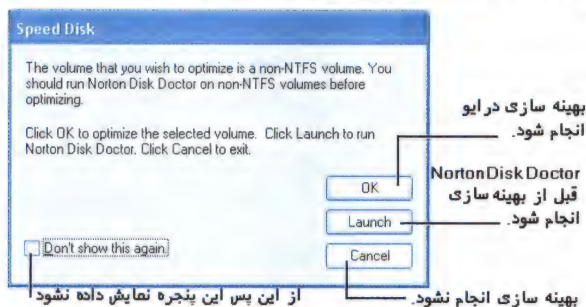 Speed Disk
The volume that you wish to optimize is a non-NTFS volume. You
should run Norton Disk Doctor on non-NTFS volumes before
optimizing.
Click OK to optimize the selected volume. Click Launch to run
Norton Disk Doctor. Click Cancel to exit.
OK
Launch
Cancel
Don't show this again
بهینه سازی درایو
انجام شود.
Norton Disk Doctor
قبل از بهینه سازی
انجام شود.
بهینه سازی انجام نشود.
از این پس این پنجره نمایش داده نشود